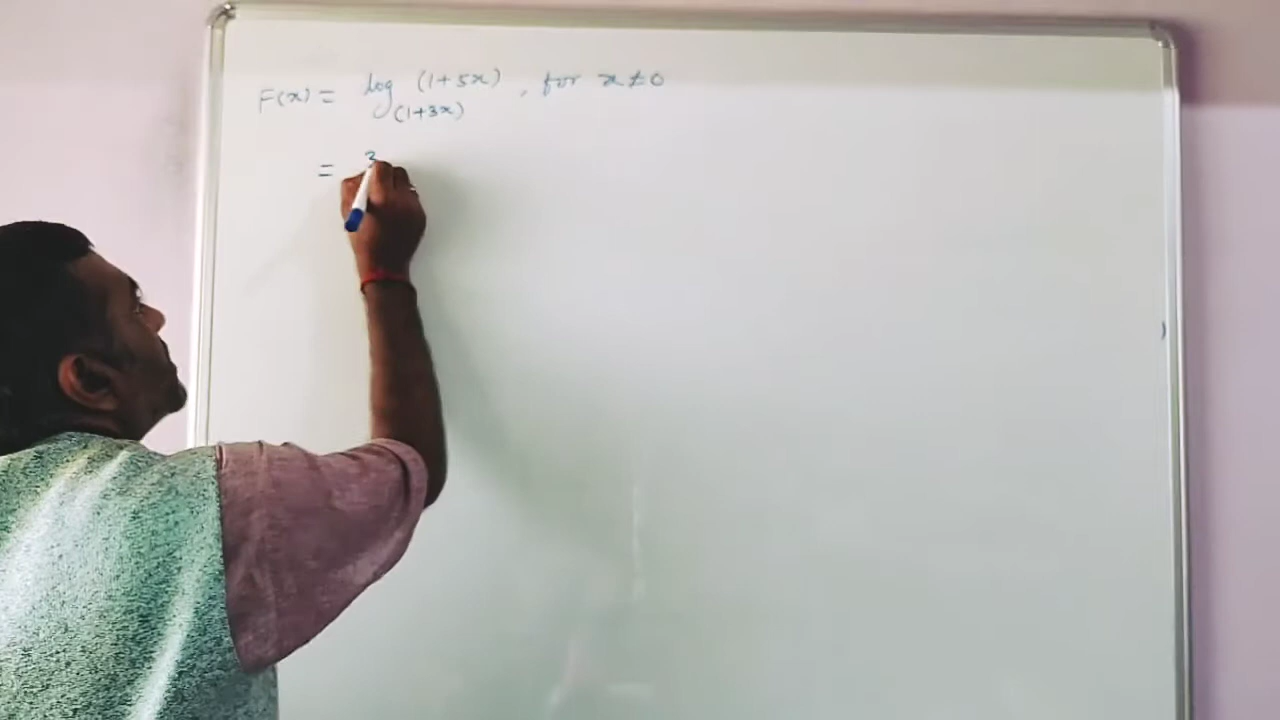 F(x) = log(1+3x) (1+5x), for x≠0
=